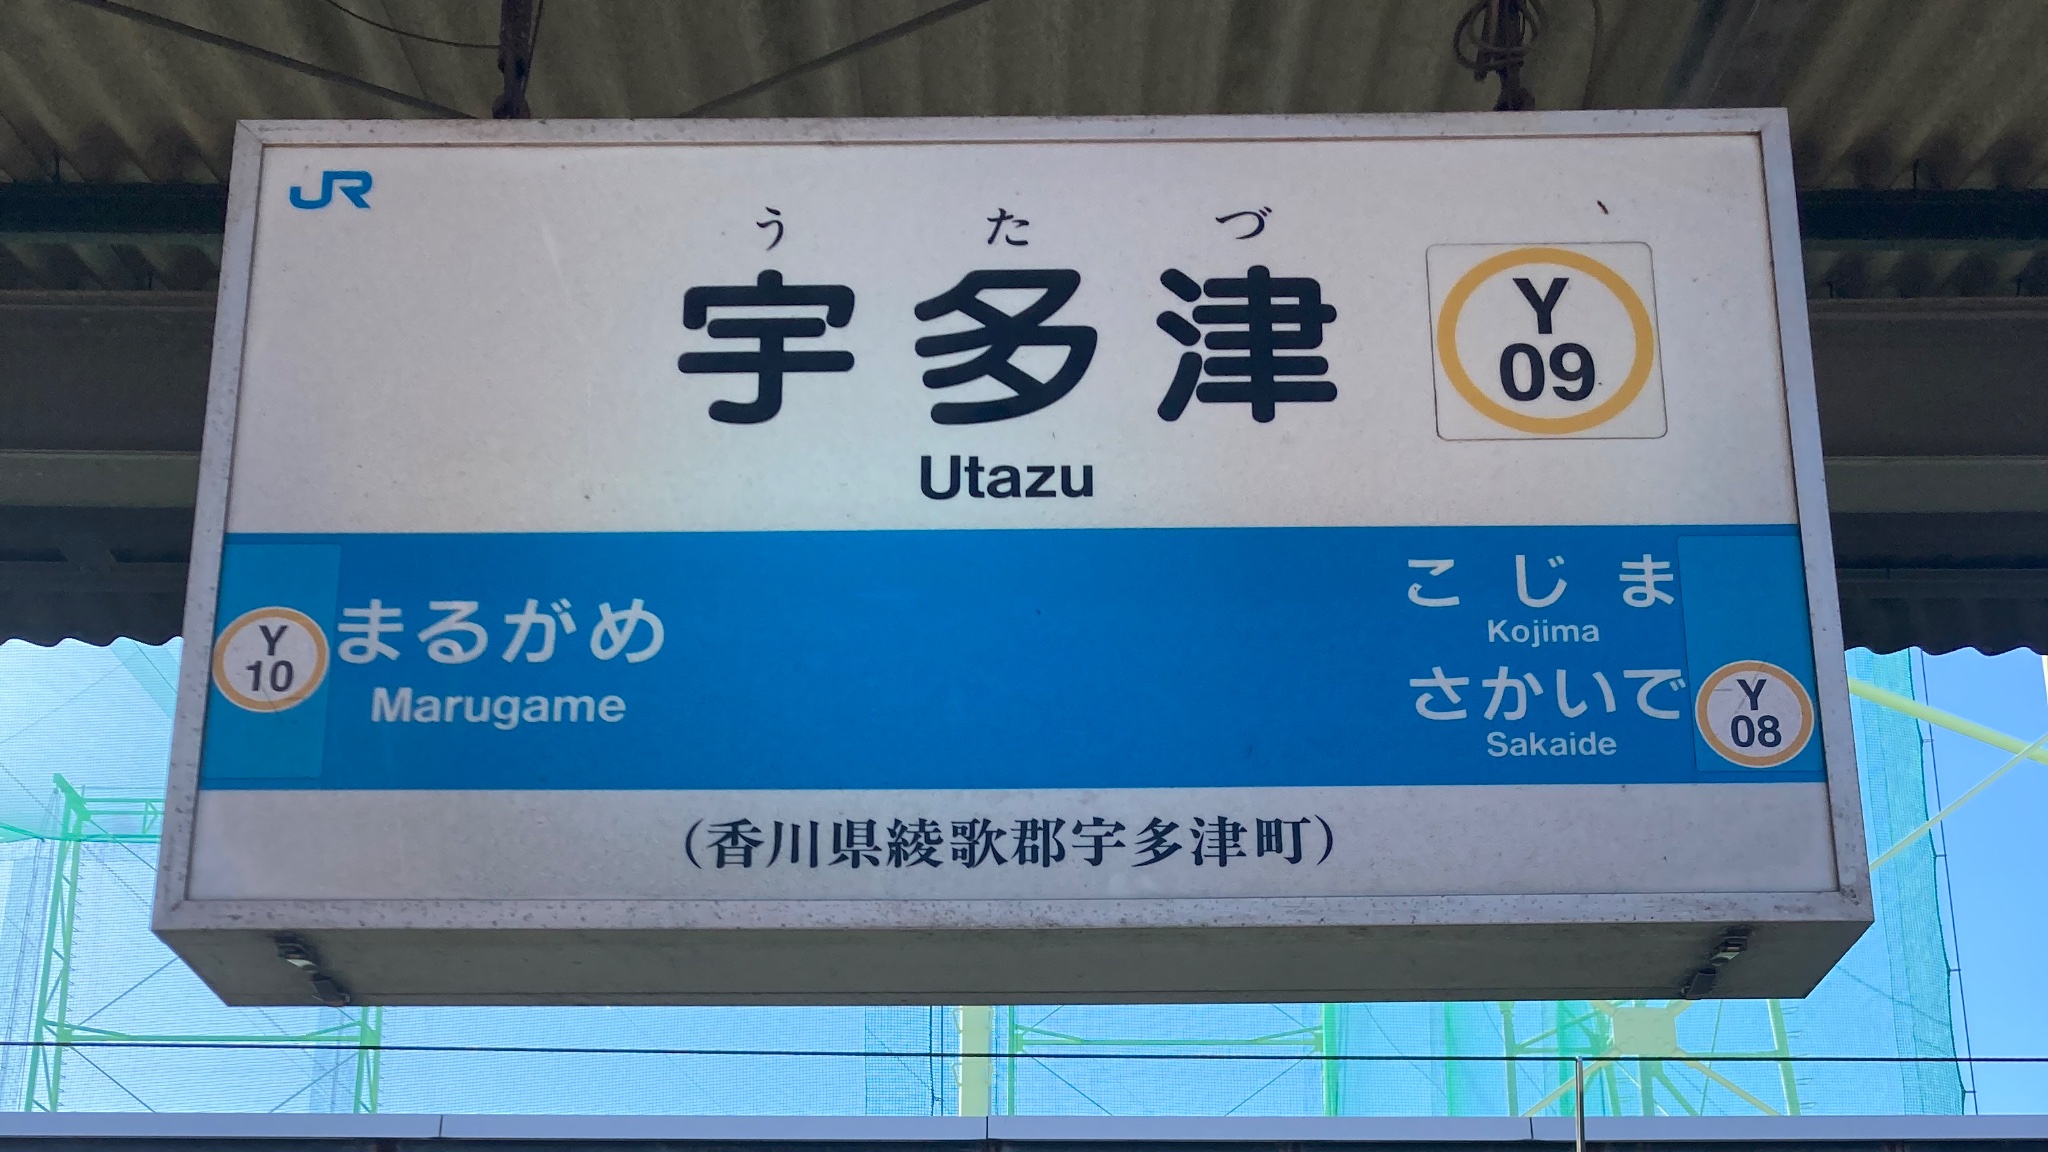 JR
うたづ
宇多津
Y
09
Utazu
Y
10
まるがめ
Marugame
こじま
Kojima
さかいで
Sakaide
Y
08
(香川県綾歌郡宇多津町)